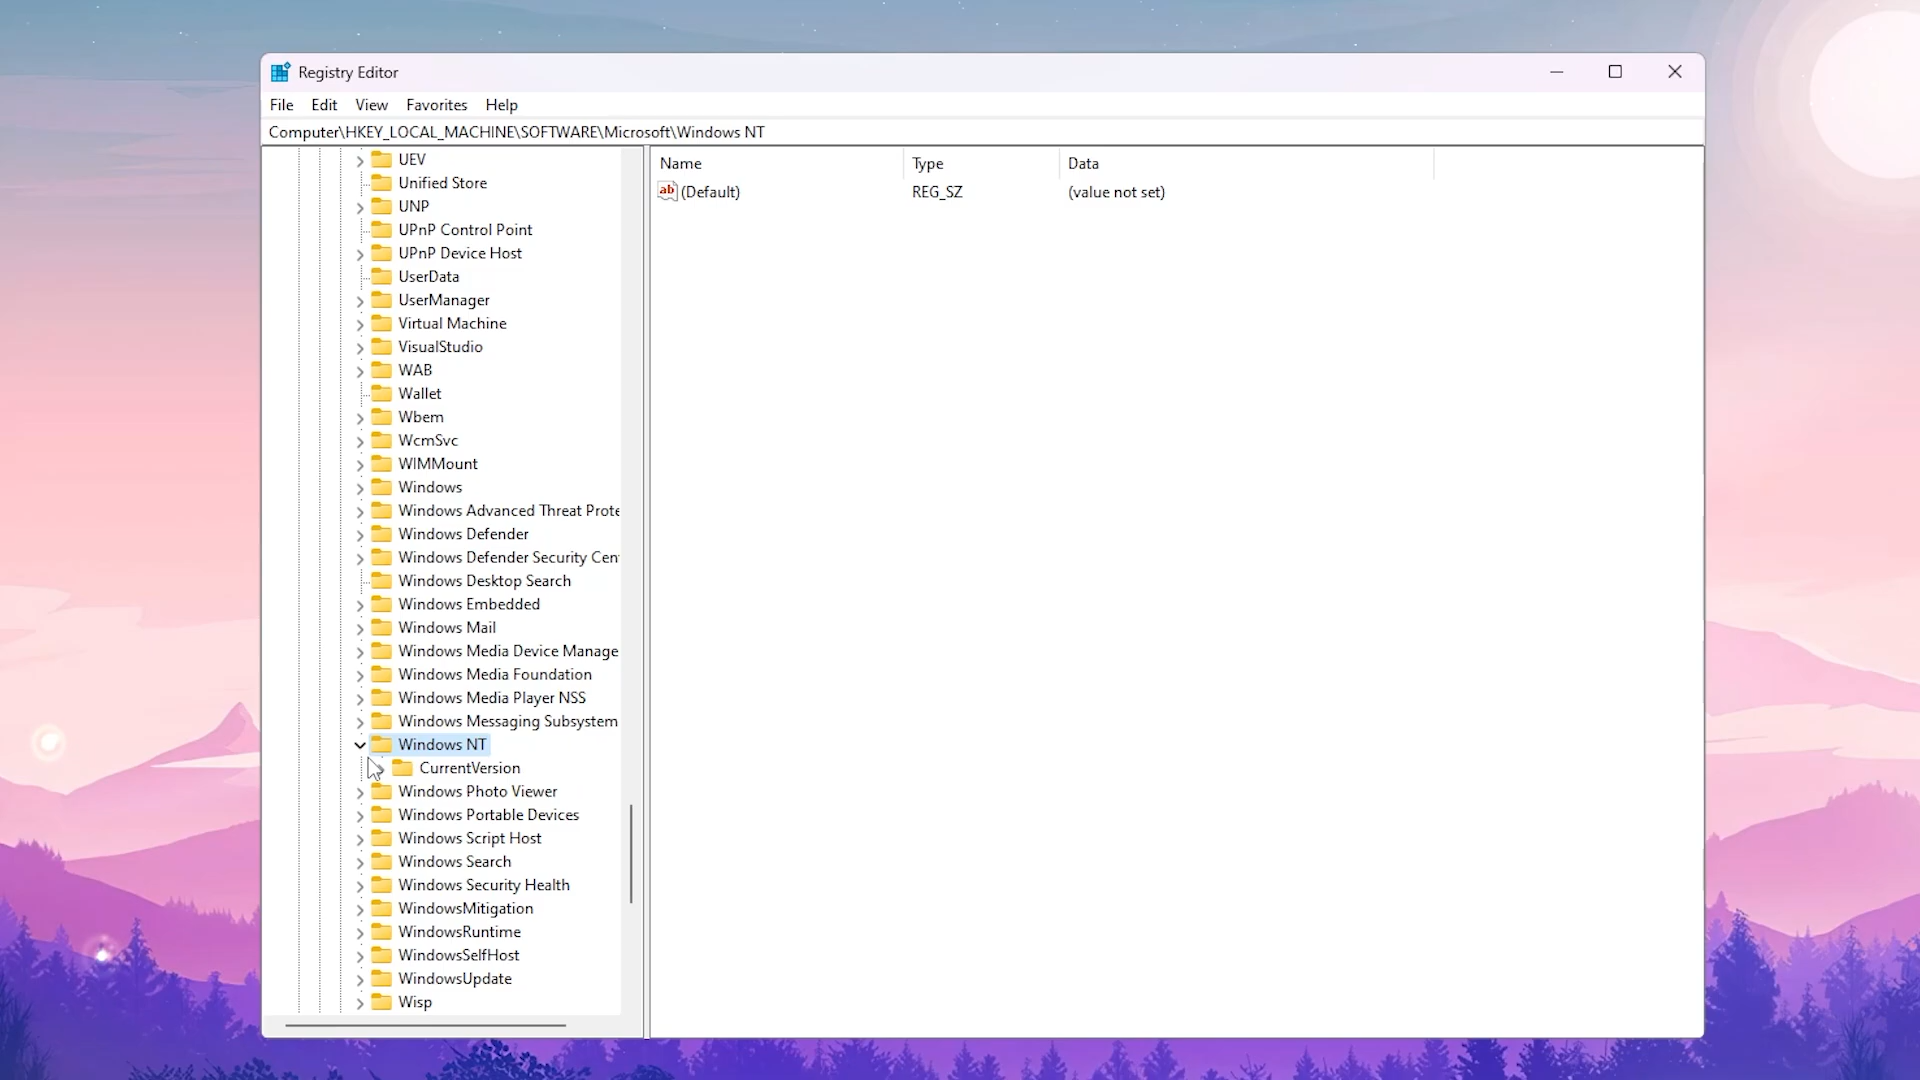 Registry Editor
File Edit View Favorites Help
Computer\HKEY_LOCAL_MACHINE\SOFTWARE\Microsoft\Windows NT
Name Type Data
ab (Default) REG_SZ (value not set)
UEV
Unified Store
UNP
UPnP Control Point
UPnP Device Host
UserData
UserManager
Virtual Machine
VisualStudio
WAB
Wallet
Wbem
WcmSvc
WIMMount
Windows
Windows Advanced Threat Prote
Windows Defender
Windows Defender Security Cen
Windows Desktop Search
Windows Embedded
Windows Mail
Windows Media Device Manage
Windows Media Foundation
Windows Media Player NSS
Windows Messaging Subsystem
Windows NT
CurrentVersion
Windows Photo Viewer
Windows Portable Devices
Windows Script Host
Windows Search
Windows Security Health
WindowsMitigation
WindowsRuntime
WindowsSelfHost
WindowsUpdate
Wisp